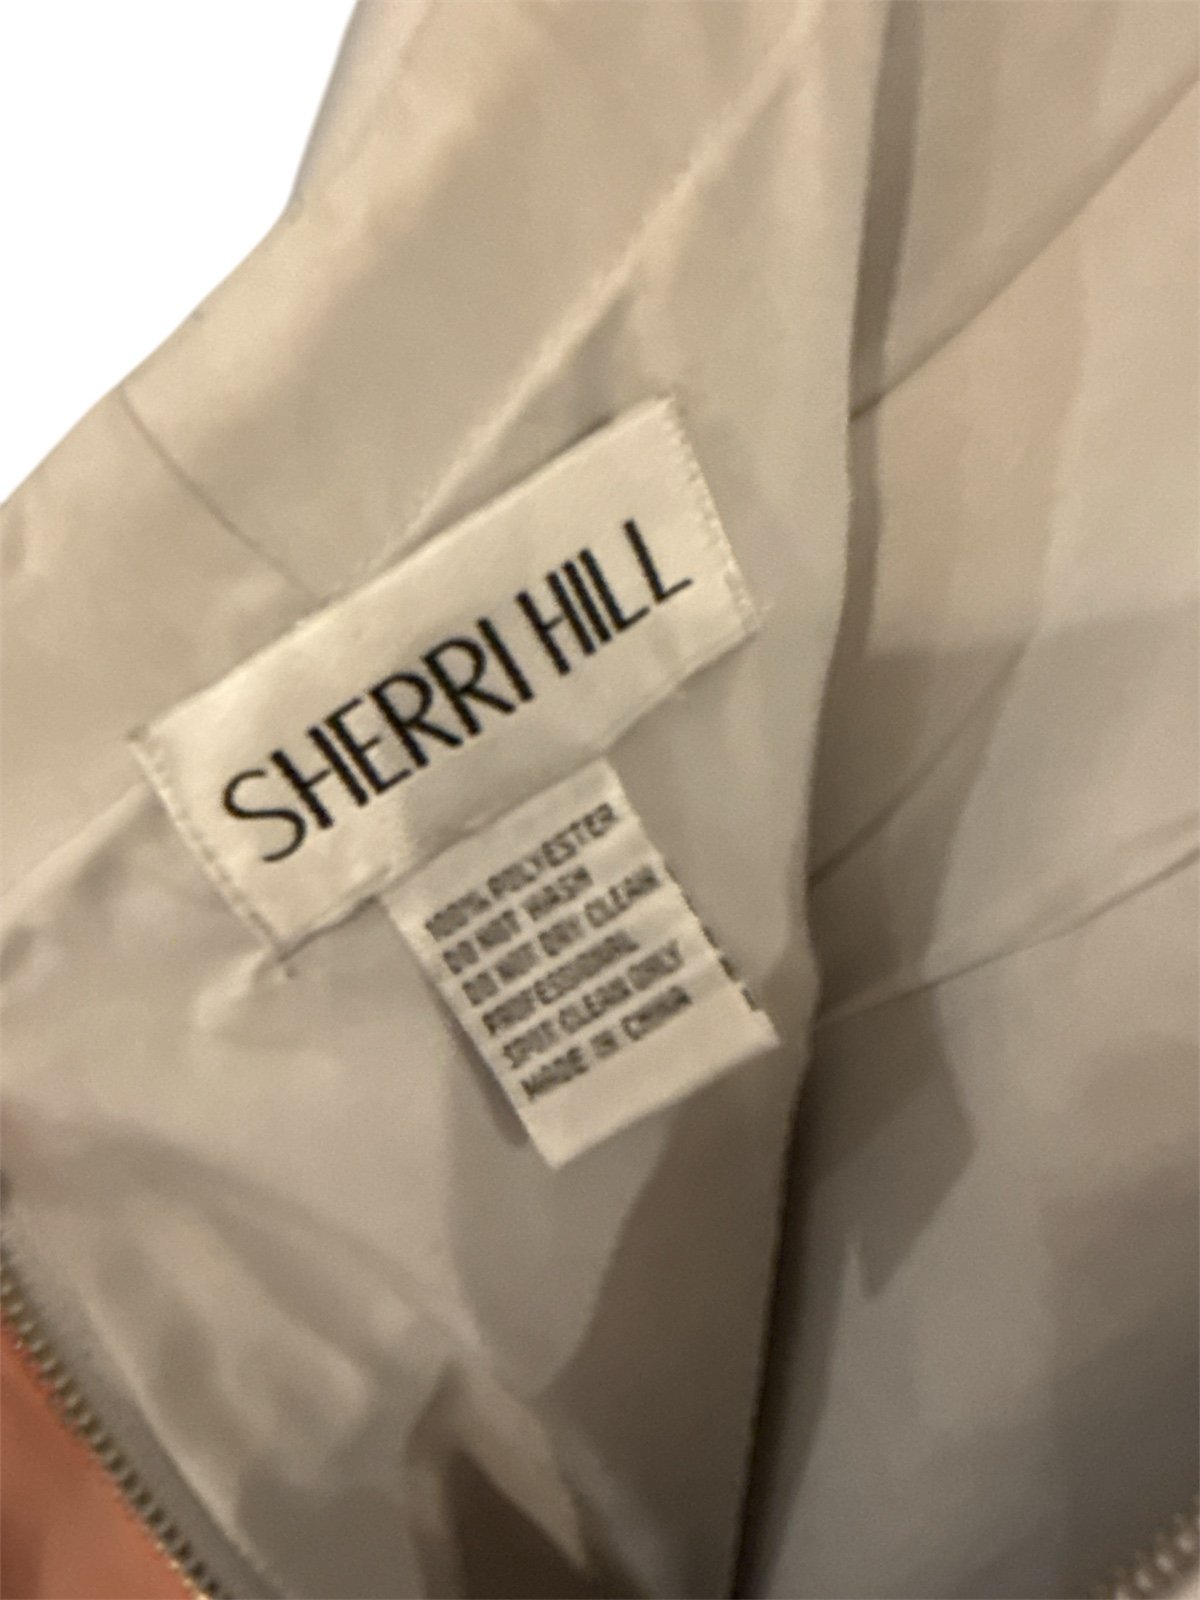 SHERRI HILL
100% POLYESTER
DO NOT WASH
DO NOT DRY CLEAN
PROFESSIONAL
SPOT CLEAN ONLY
MADE IN CHINA